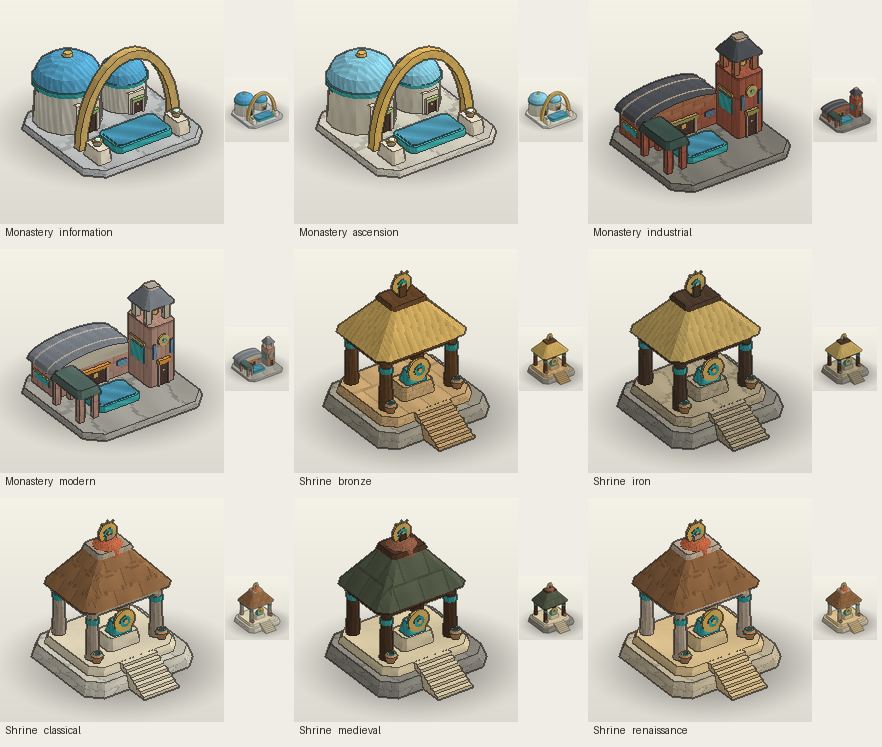 Monastery information
Monastery ascension
Monastery industrial
Monastery modern
Shrine bronze
Shrine iron
Shrine classical
Shrine medieval
Shrine renaissance